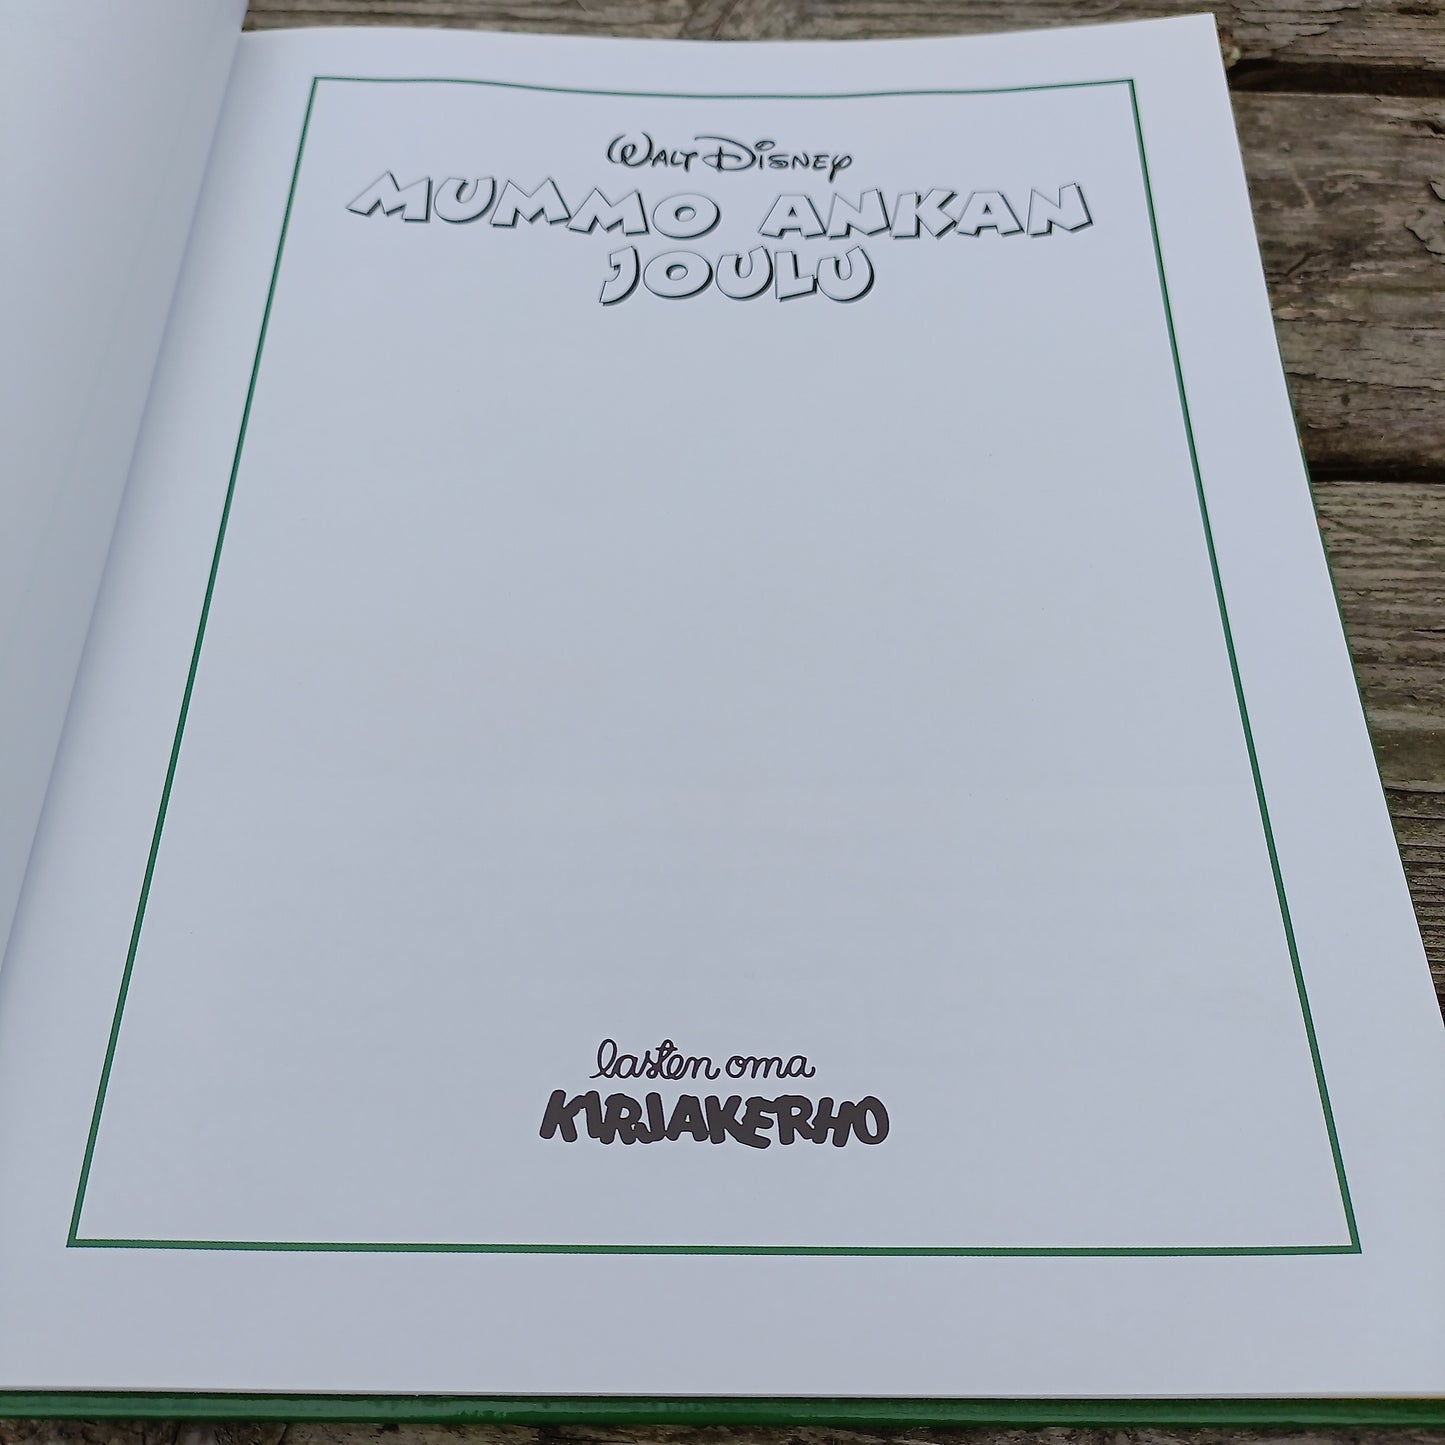 Walt Disney
MUMMO ANKAN
JOULU
lasten oma
KIRJAKERHO